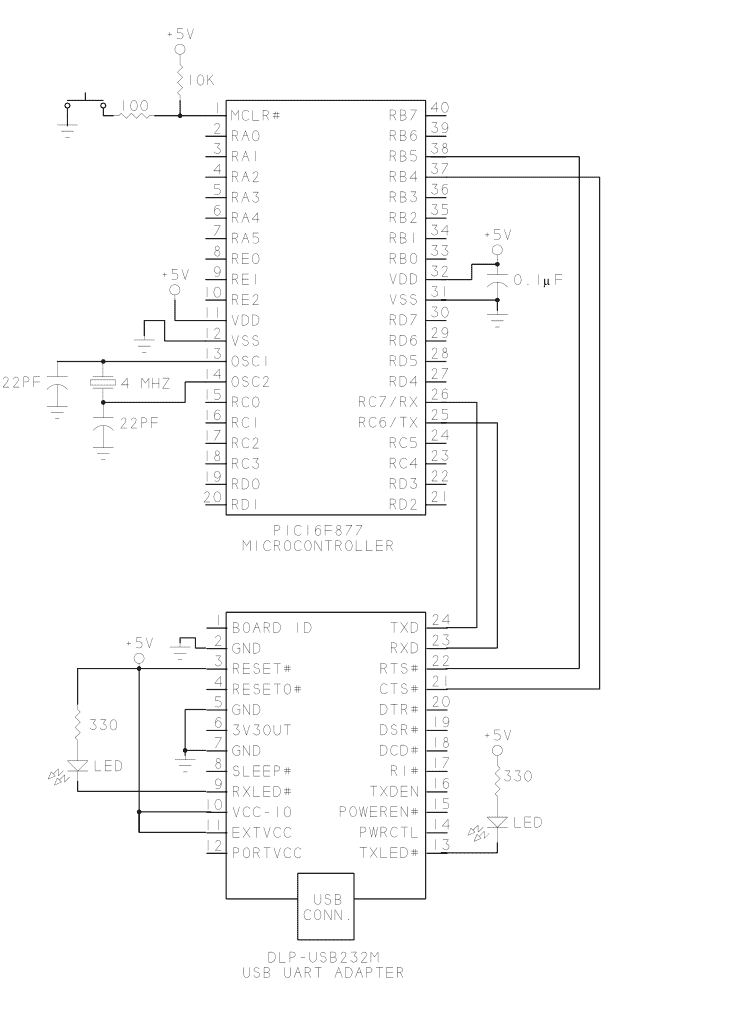 +5V
10K
100
1 MCLR# RB7 40
2 RA0 RB6 39
3 RA1 RB5 38
4 RA2 RB4 37
5 RA3 RB3 36
6 RA4 RB2 35
7 RA5 RB1 34
8 RE0 RB0 33
9 RE1 VDD 32
10 RE2 VSS 31
11 VDD RD7 30
12 VSS RD6 29
13 OSC1 RD5 28
14 OSC2 RD4 27
15 RC0 RC7/RX 26
16 RC1 RC6/TX 25
17 RC2 RC5 24
18 RC3 RC4 23
19 RD0 RD3 22
20 RD1 RD2 21
+5V
0.1μF
+5V
22PF
4 MHZ
22PF
PIC16F877
MICROCONTROLLER
1 BOARD ID TXD 24
2 GND RXD 23
3 RESET# RTS# 22
4 RESETO# CTS# 21
5 GND DTR# 20
6 3V3OUT DSR# 19
7 GND DCD# 18
8 SLEEP# RI# 17
9 RXLED# TXDEN 16
10 VCC-IO POWEREN# 15
11 EXTVCC PWRCTL 14
12 PORTVCC TXLED# 13
+5V
330
LED
+5V
330
LED
USB
CONN.
DLP-USB232M
USB UART ADAPTER